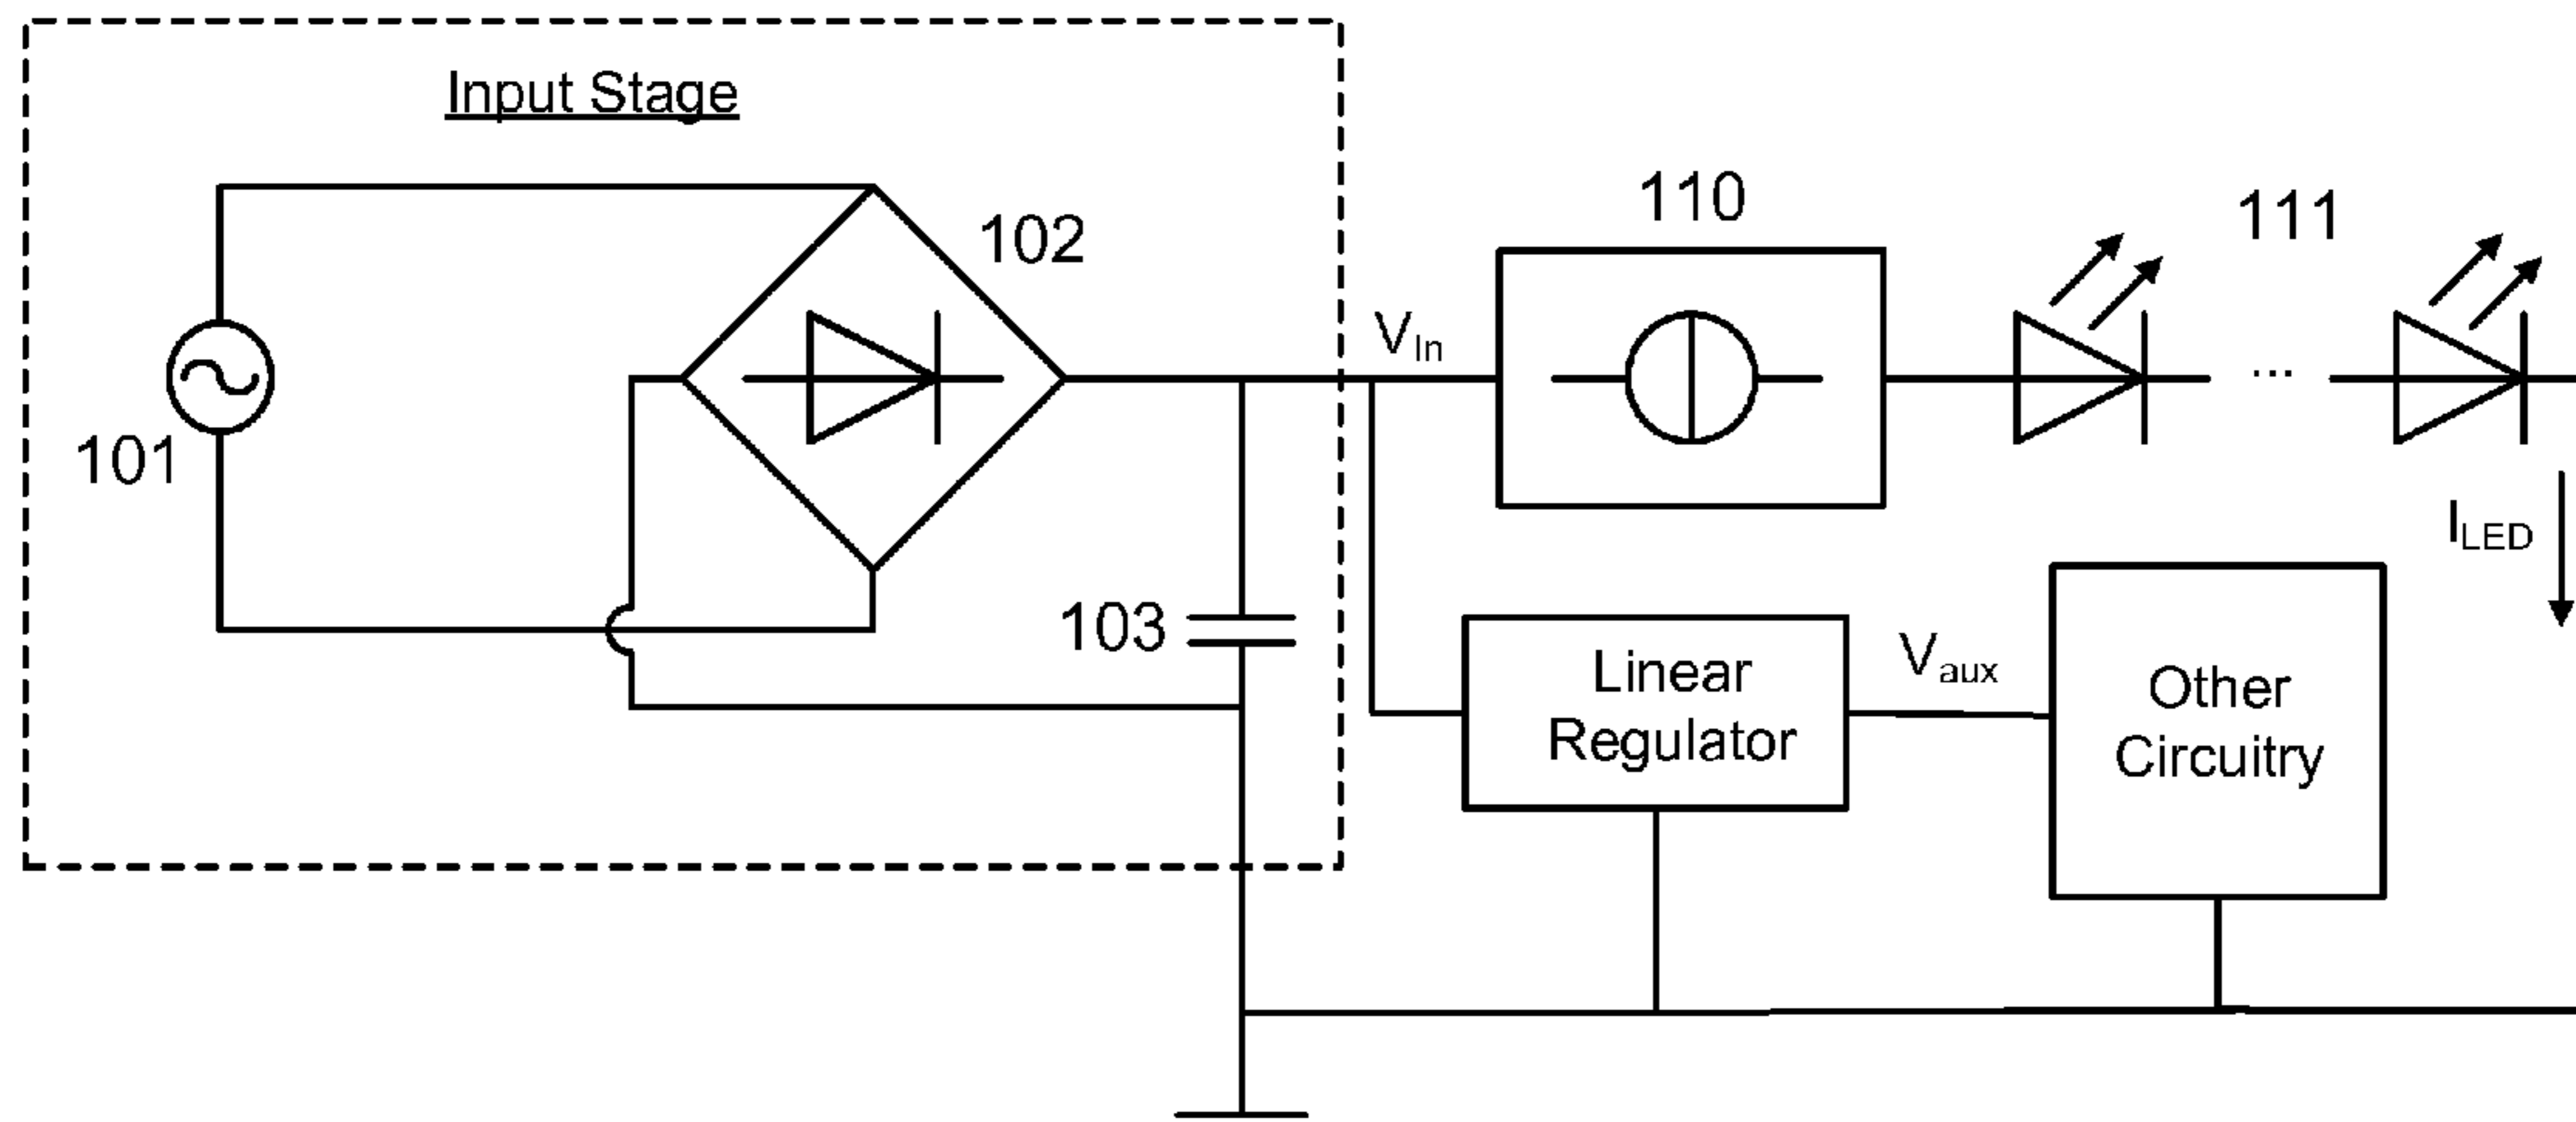 Input Stage
110
111
102
V_In
101
I_LED
103
Linear
Regulator
V_aux
Other
Circuitry
...